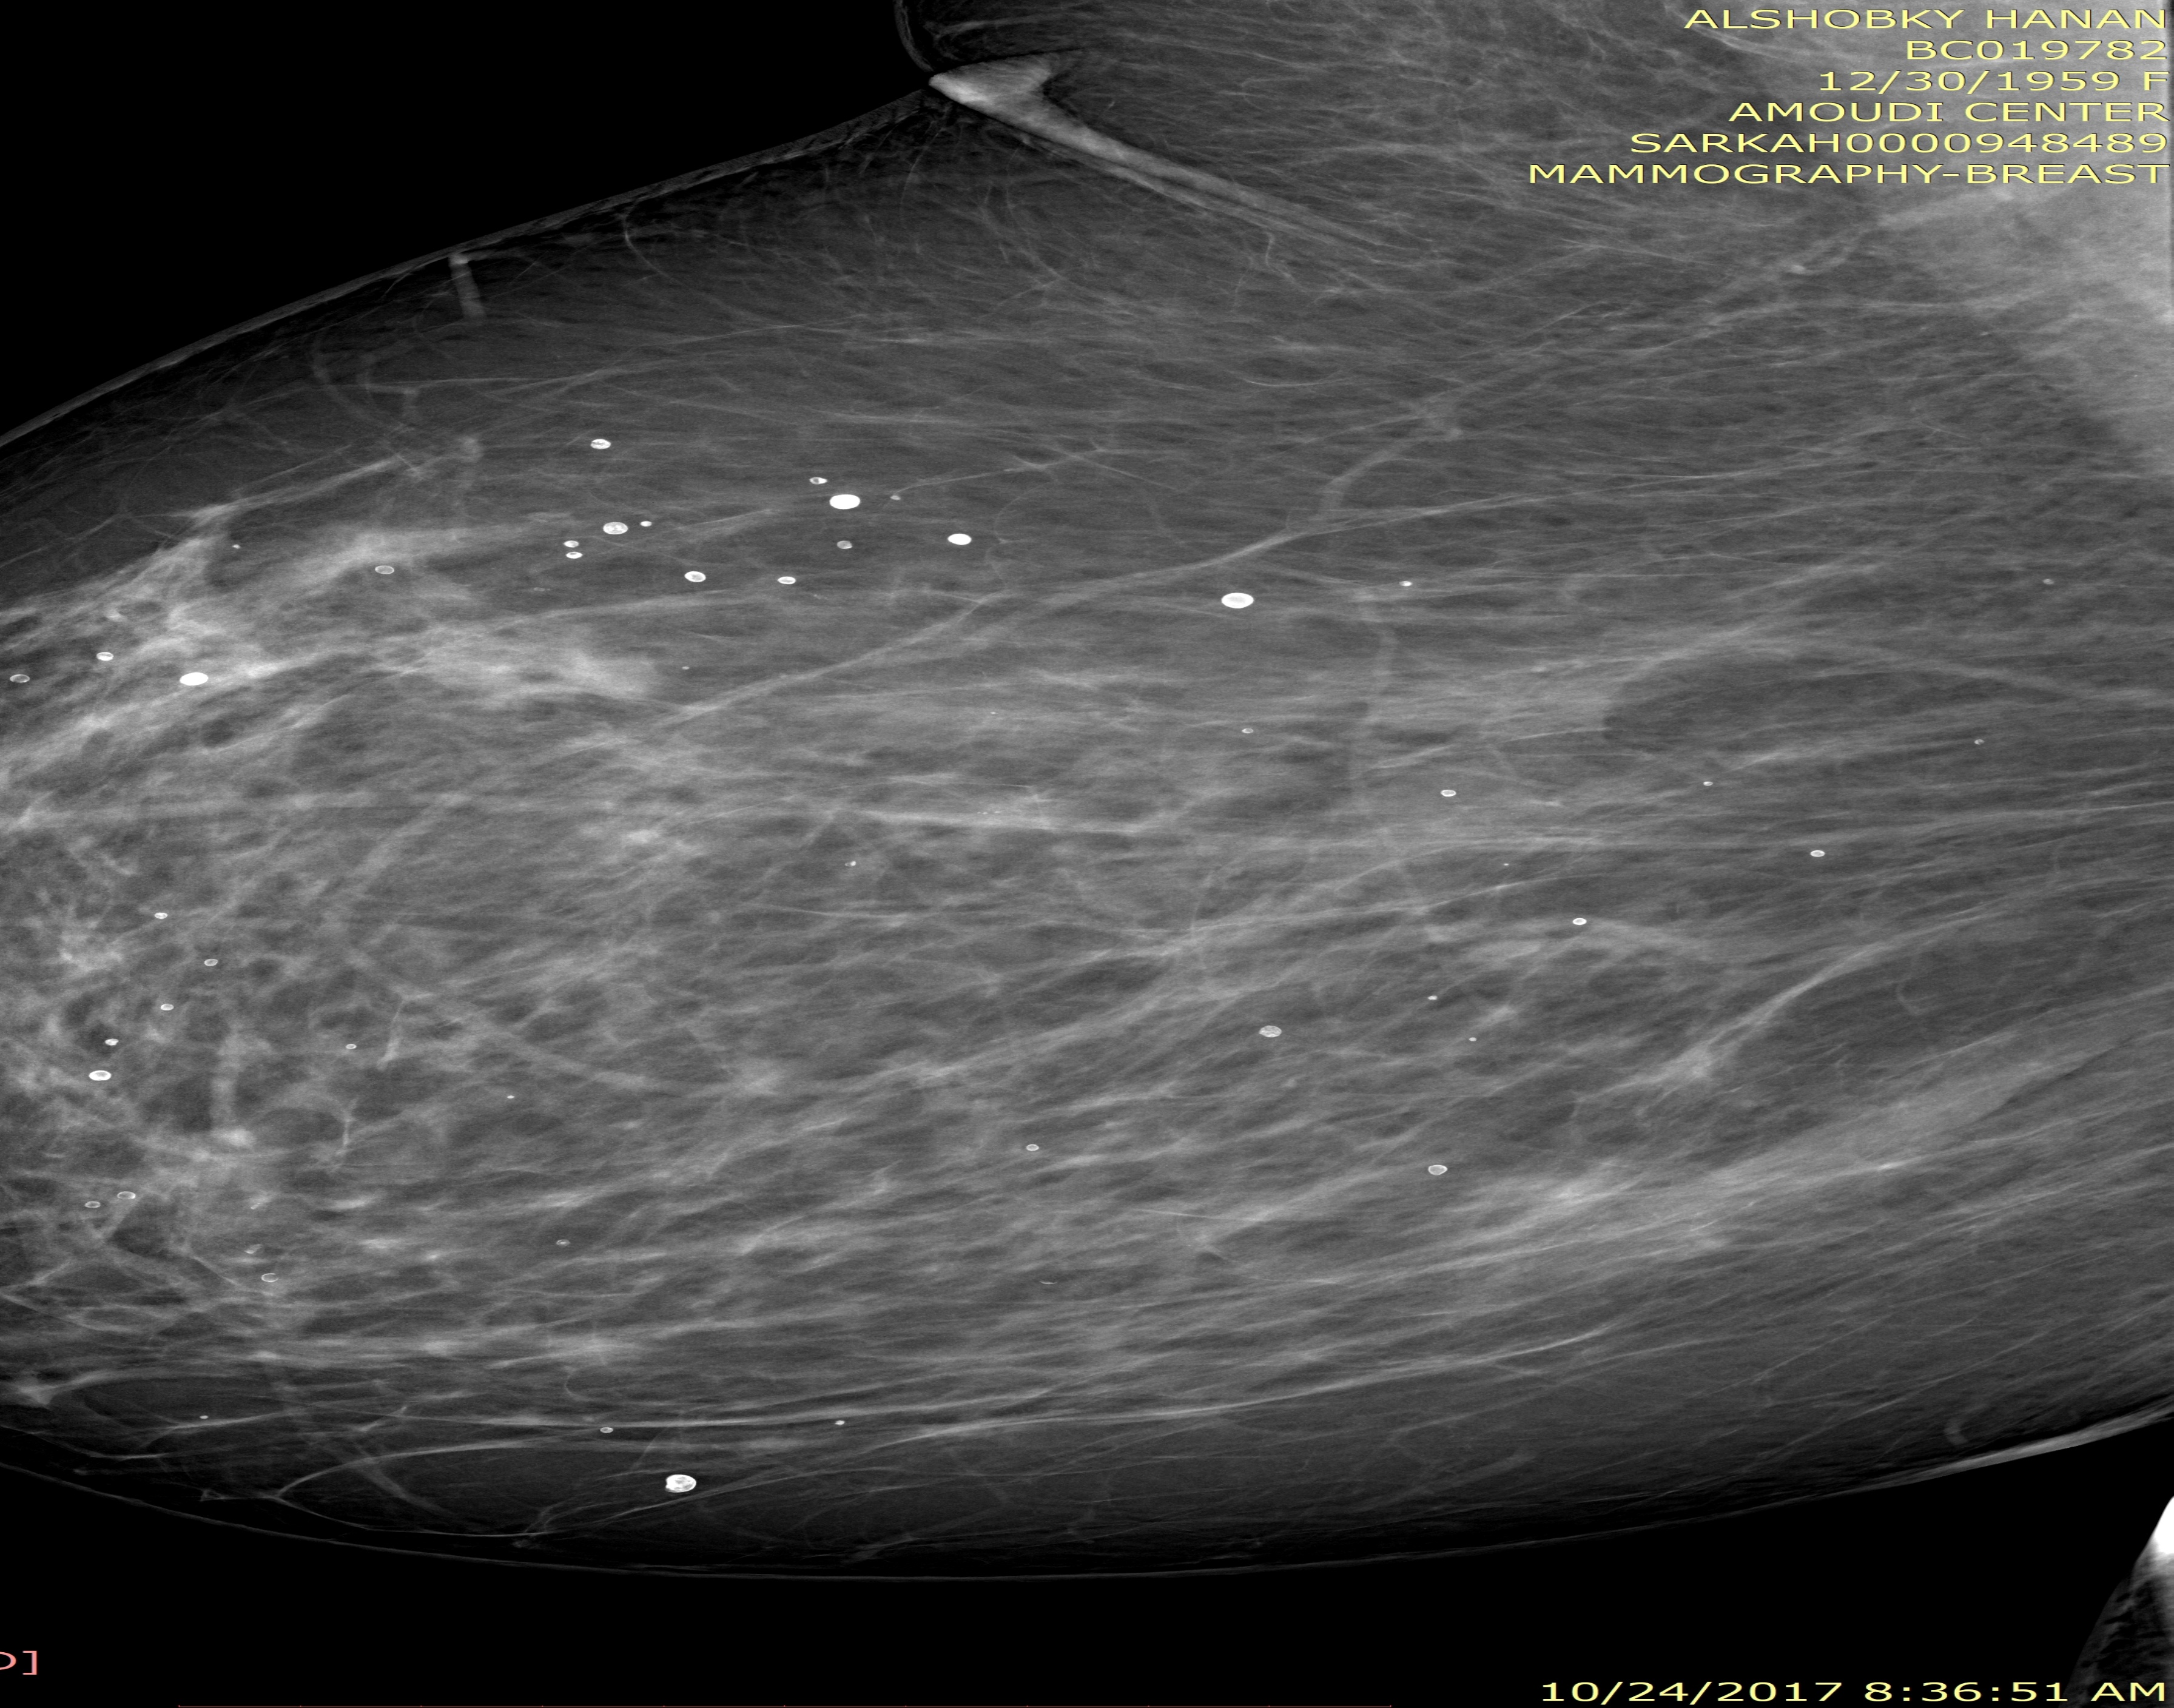 ALSHOBKY HANAN
BC019782
12/30/1959 F
AMOUDI CENTER
SARKAH0000948489
MAMMOGRAPHY-BREAST
]
10/24/2017 8:36:51 AM